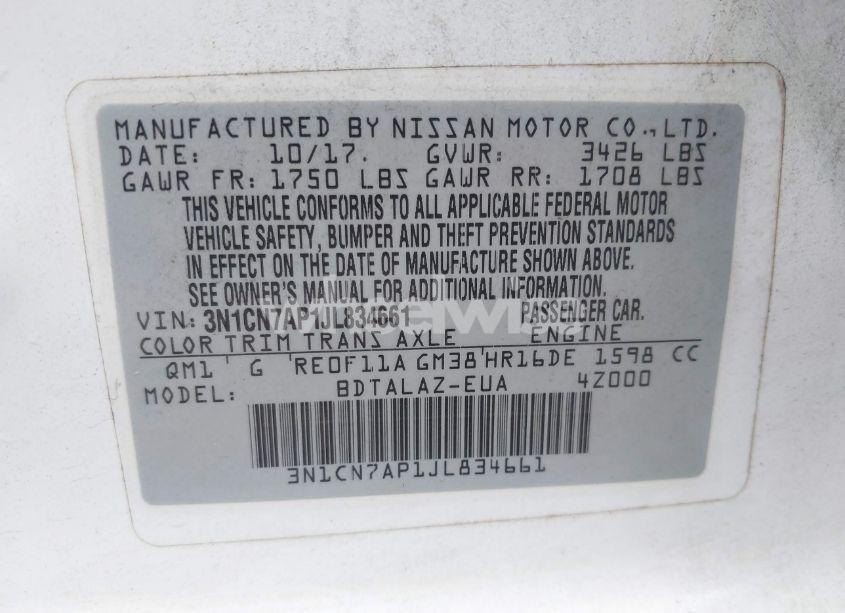 MANUFACTURED BY NISSAN MOTOR CO., LTD.
DATE: 10/17. GVWR: 3426 LBS
GAWR FR: 1750 LBS GAWR RR: 1708 LBS
THIS VEHICLE CONFORMS TO ALL APPLICABLE FEDERAL MOTOR
VEHICLE SAFETY, BUMPER AND THEFT PREVENTION STANDARDS
IN EFFECT ON THE DATE OF MANUFACTURE SHOWN ABOVE.
SEE OWNER'S MANUAL FOR ADDITIONAL INFORMATION.
VIN: 3N1CN7AP1JL834661 PASSENGER CAR.
COLOR TRIM TRANS AXLE ENGINE
QM1 G RE0F11A GM38 HR16DE 1598 CC
MODEL: BDTALAZ-EUA 4Z000
3N1CN7AP1JL834661